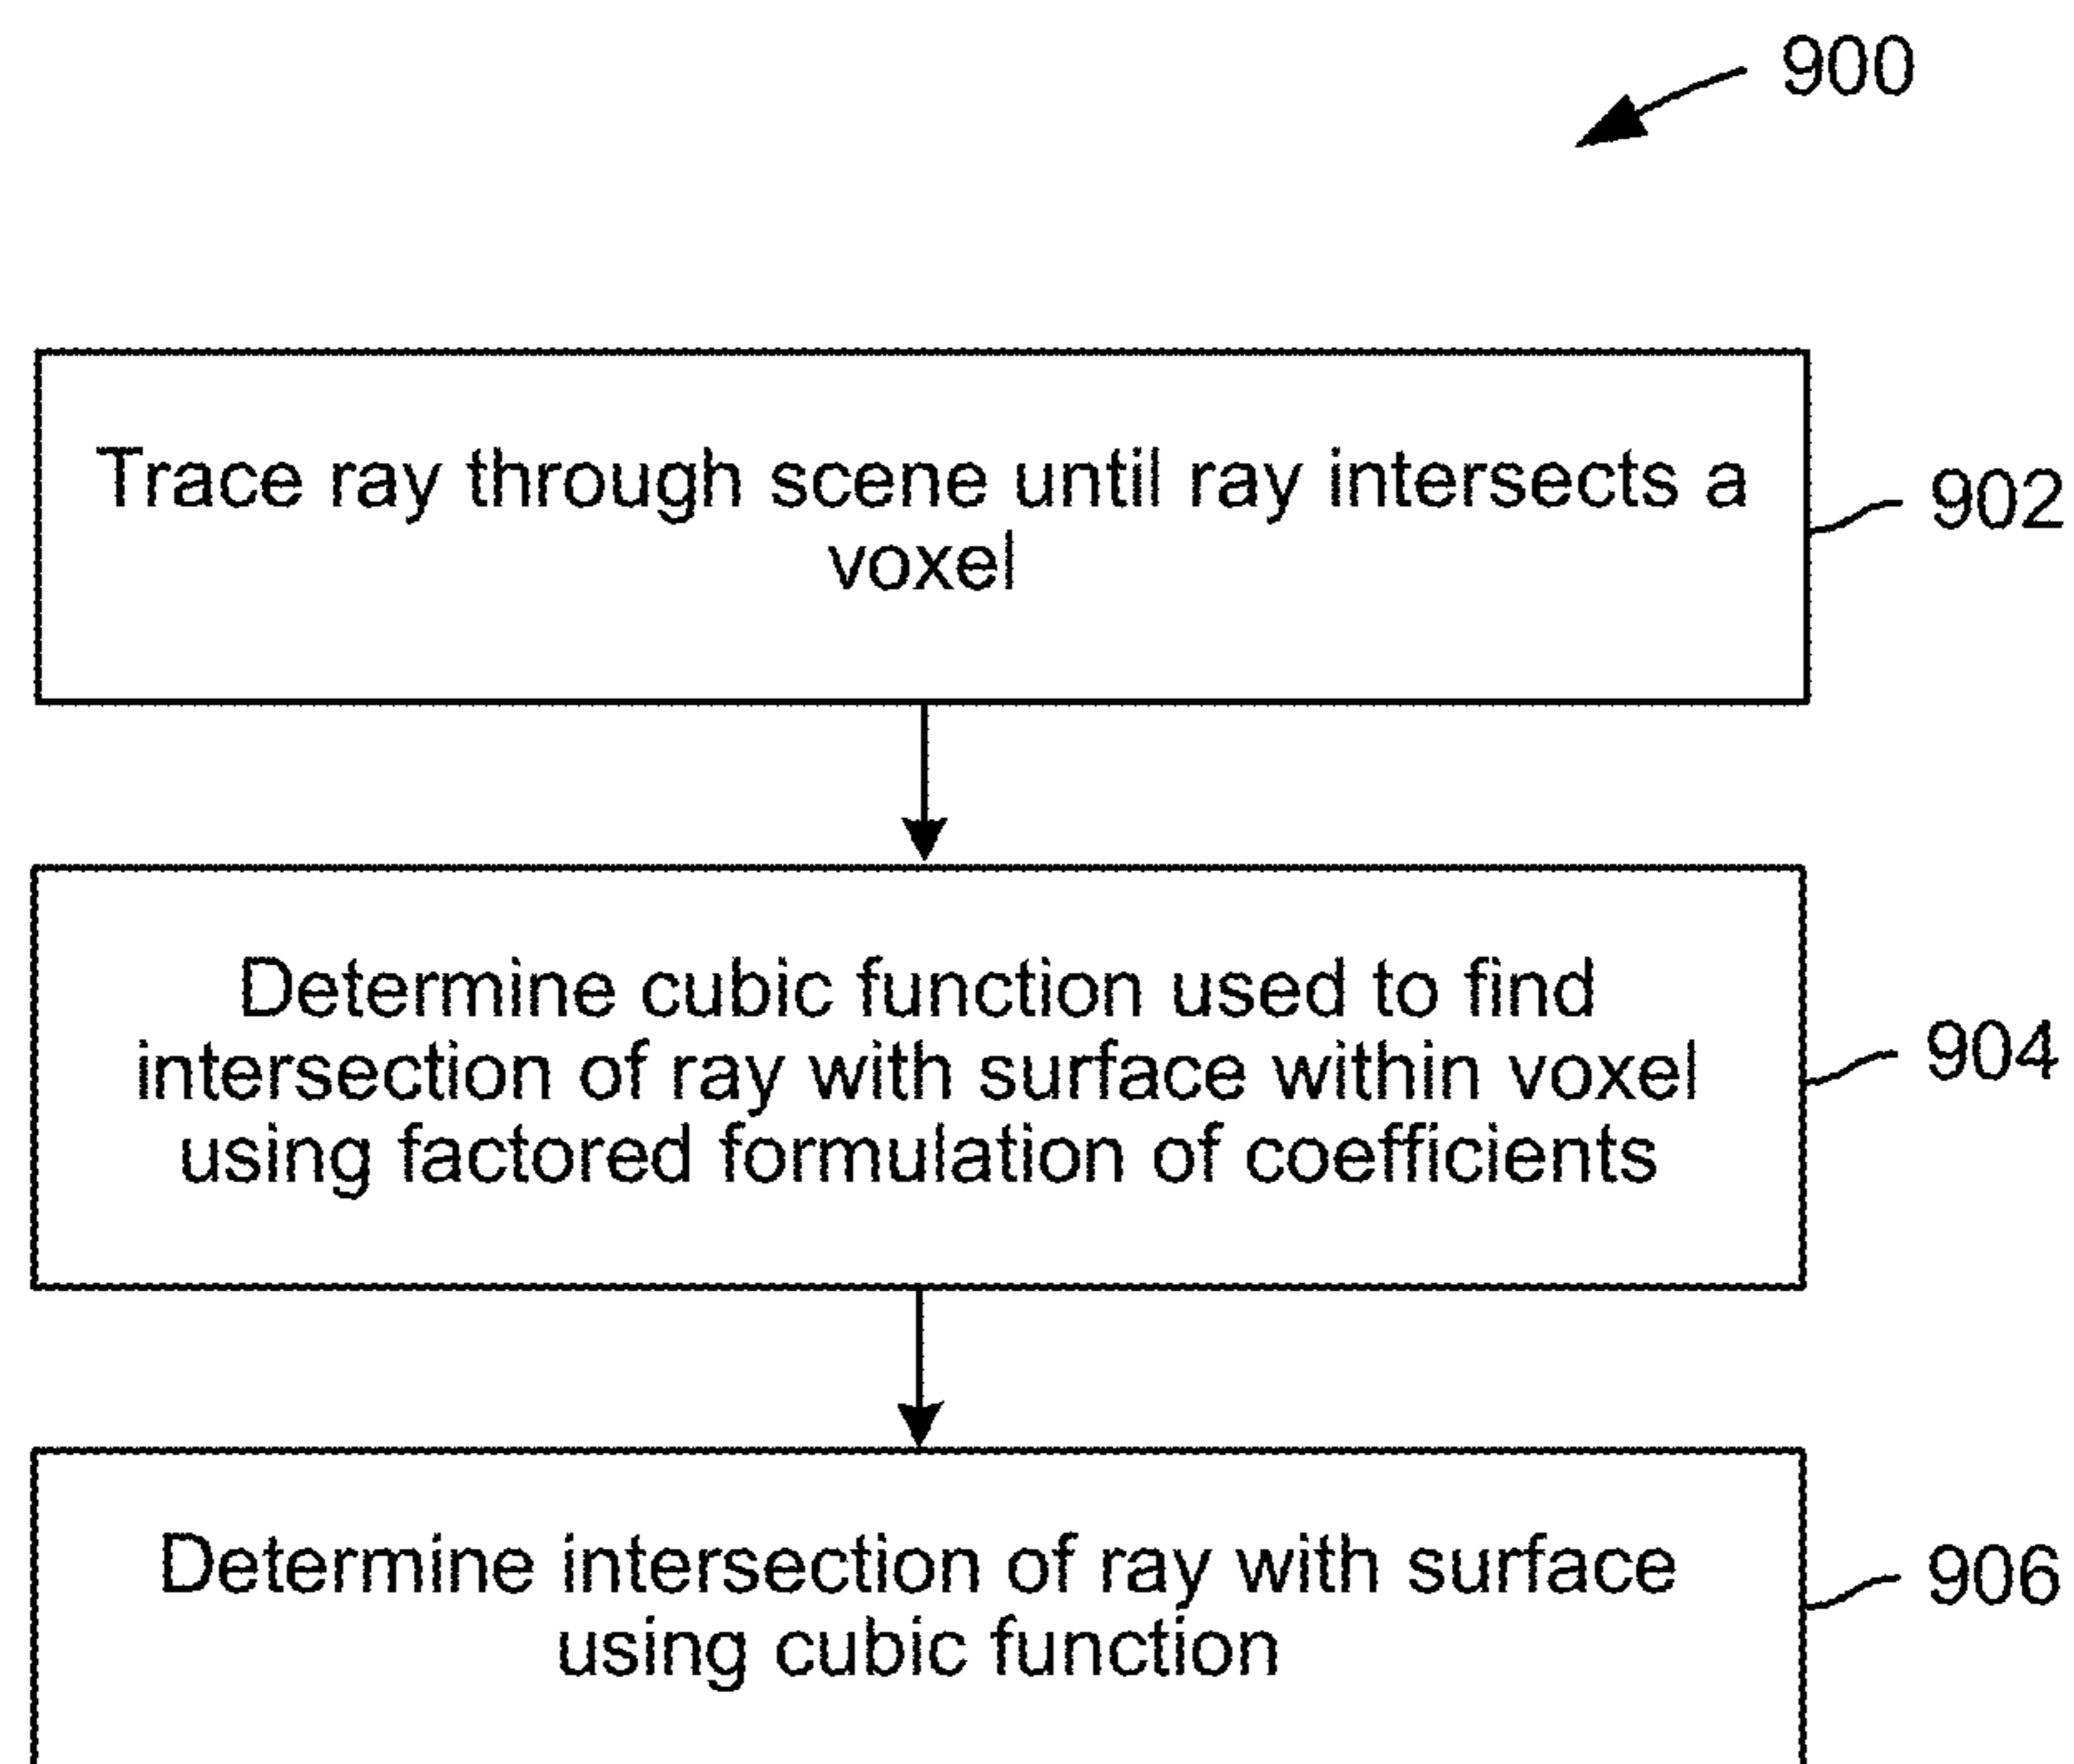 900
Trace ray through scene until ray intersects a
voxel
902
Determine cubic function used to find
intersection of ray with surface within voxel
using factored formulation of coefficients
904
Determine intersection of ray with surface
using cubic function
906